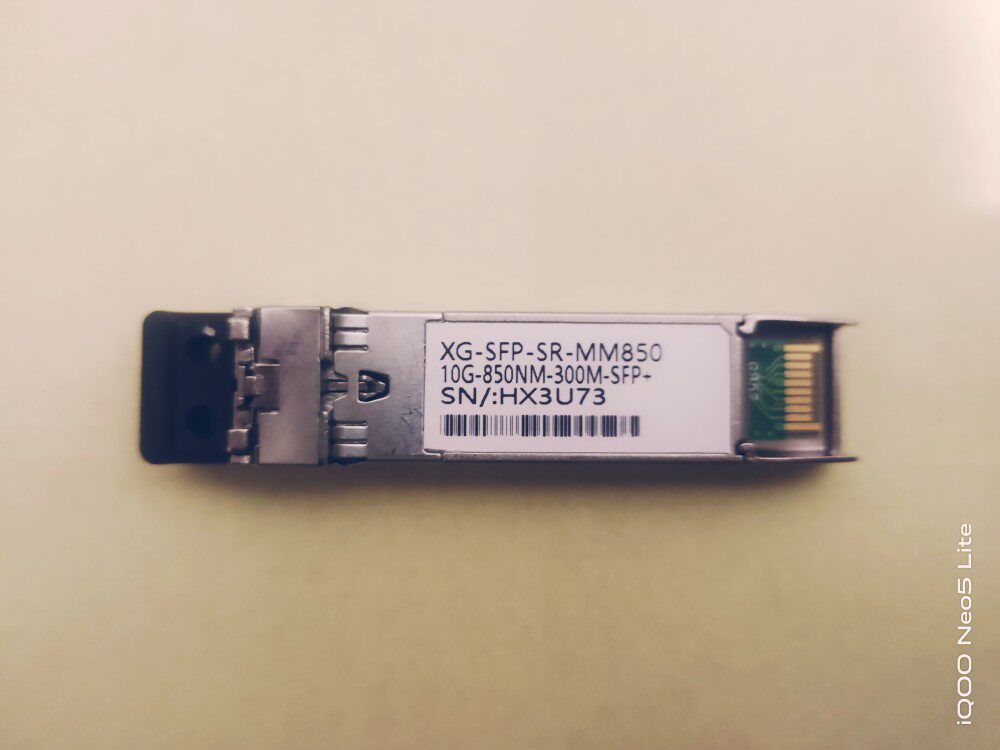 XG-SFP-SR-MM850
10G-850NM-300M-SFP+
SN/:HX3U73
iQOO Neo5 Lite